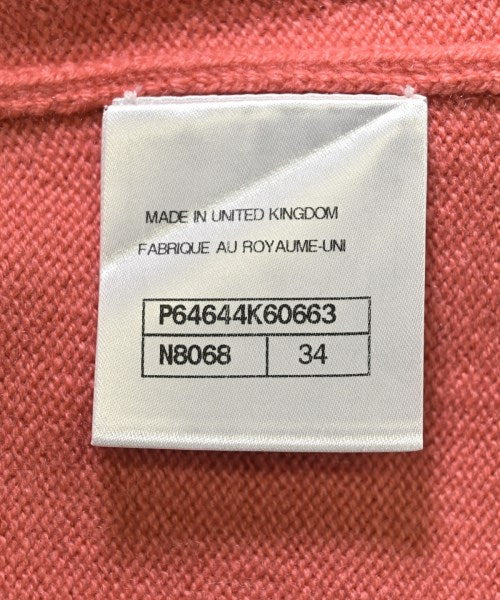 MADE IN UNITED KINGDOM
FABRIQUE AU ROYAUME-UNI
P64644K60663
N8068 34